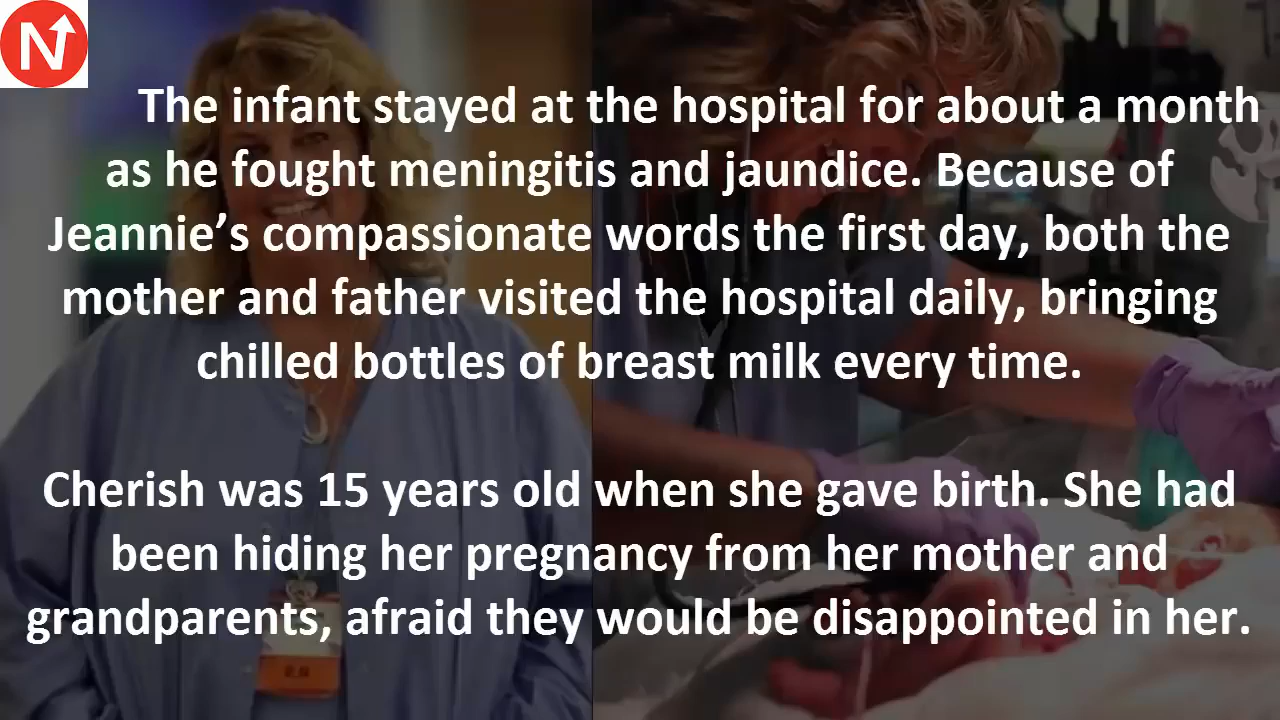 N
The infant stayed at the hospital for about a month
as he fought meningitis and jaundice. Because of
Jeannie’s compassionate words the first day, both the
mother and father visited the hospital daily, bringing
chilled bottles of breast milk every time.
Cherish was 15 years old when she gave birth. She had
been hiding her pregnancy from her mother and
grandparents, afraid they would be disappointed in her.